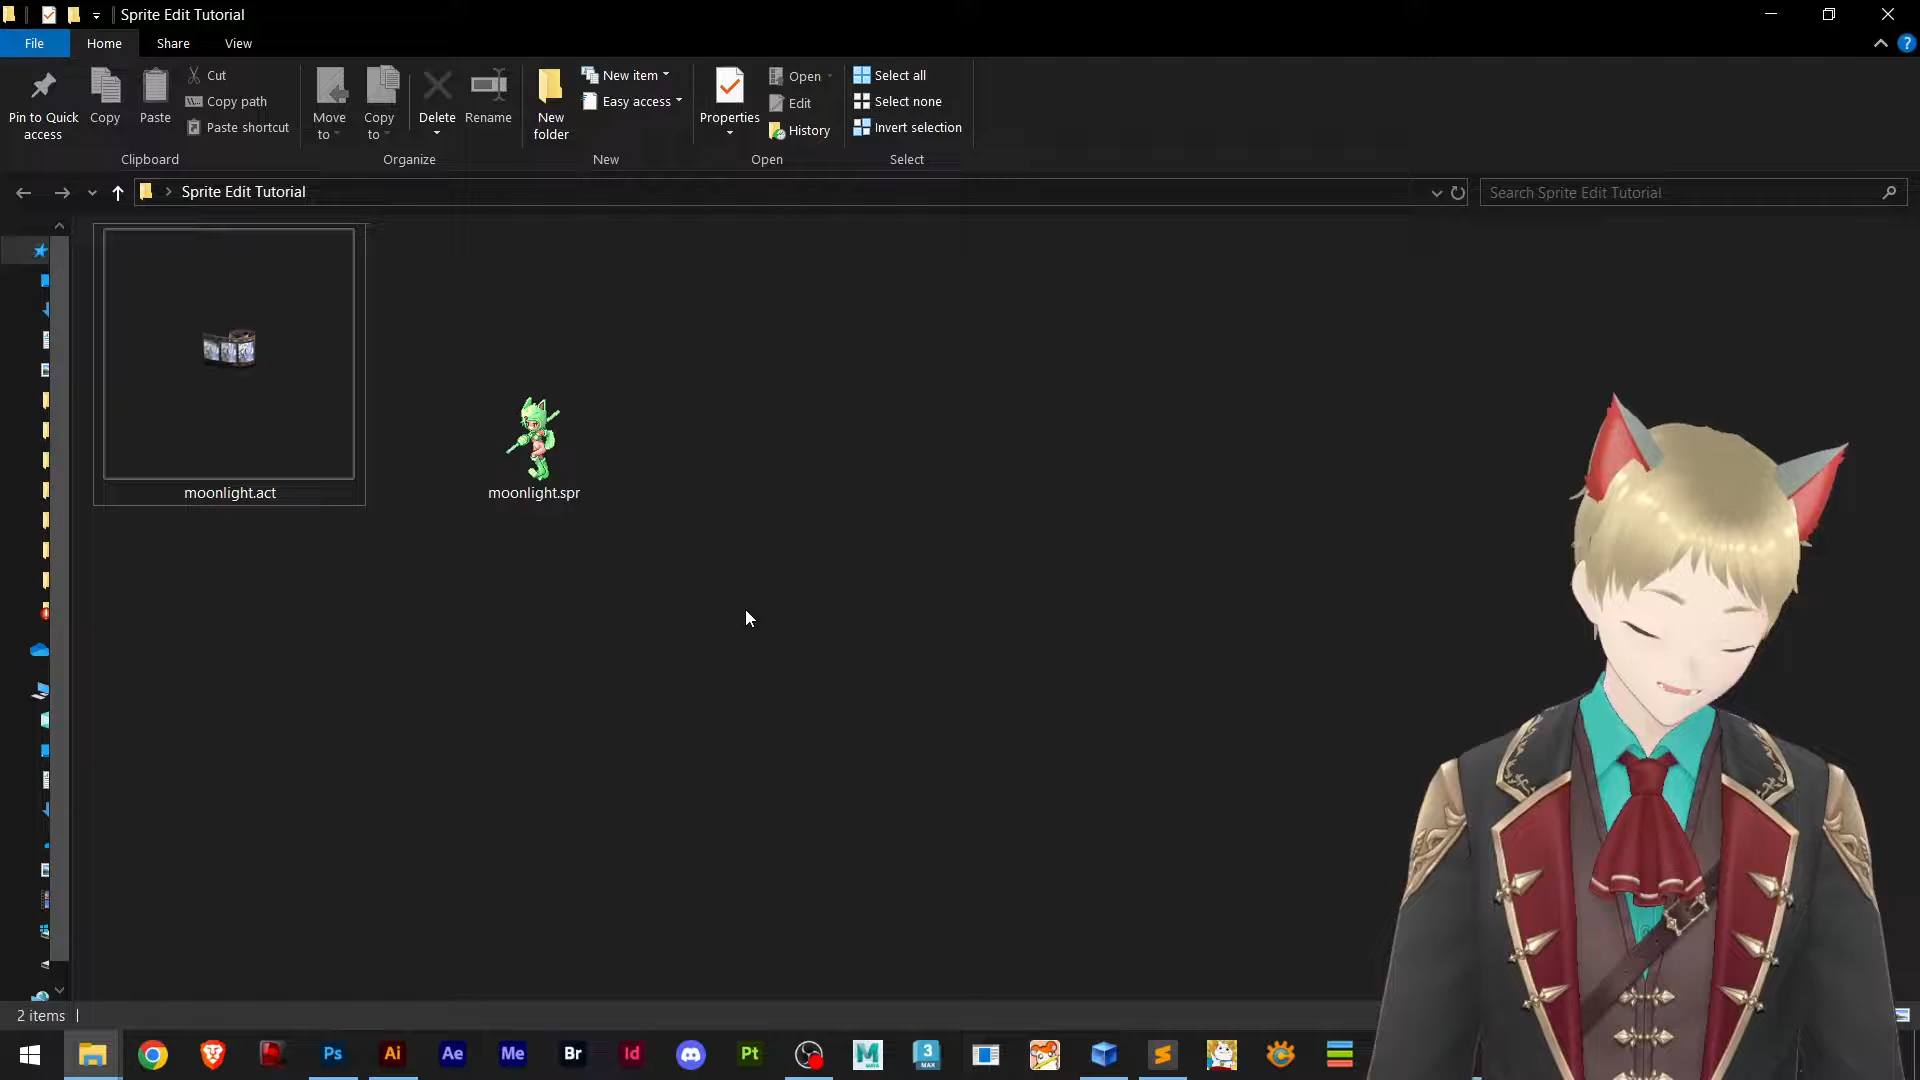 Sprite Edit Tutorial
File Home Share View
Pin to Quick access
Copy
Paste
Cut
Copy path
Paste shortcut
Clipboard
Move to
Copy to
Delete
Rename
Organize
New folder
New item
Easy access
New
Properties
Open
Edit
History
Open
Select all
Select none
Invert selection
Select
Sprite Edit Tutorial
Search Sprite Edit Tutorial
moonlight.act
moonlight.spr
2 items
Ps Ai Ae Me Br Id Pt M 3
MAX